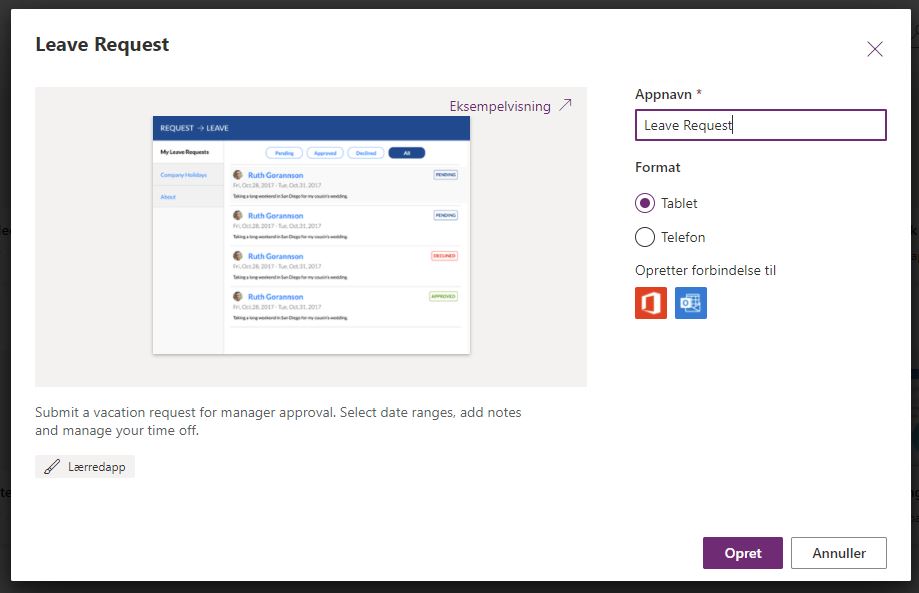 Leave Request
Eksempelvisning
REQUEST → LEAVE
My Leave Requests
Pending
Approved
Declined
All
Company Holidays
About
Ruth Gorannson
PENDING
Fri, Oct.28, 2017 - Tue, Oct.31, 2017
Taking a long weekend in San Diego for my cousin's wedding.
Ruth Gorannson
PENDING
Fri, Oct.28, 2017 - Tue, Oct.31, 2017
Taking a long weekend in San Diego for my cousin's wedding.
Ruth Gorannson
DECLINED
Fri, Oct.28, 2017 - Tue, Oct.31, 2017
Taking a long weekend in San Diego for my cousin's wedding.
Ruth Gorannson
APPROVED
Fri, Oct.28, 2017 - Tue, Oct.31, 2017
Taking a long weekend in San Diego for my cousin's wedding.
Submit a vacation request for manager approval. Select date ranges, add notes
and manage your time off.
Lærredapp
Appnavn *
Leave Request
Format
Tablet
Telefon
Opretter forbindelse til
Opret
Annuller